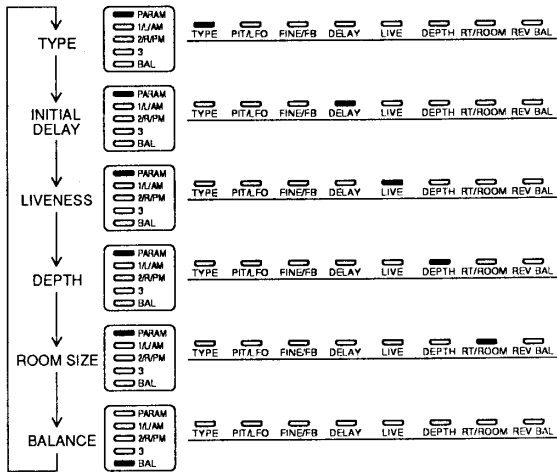 TYPE
PARAM
1/L/AM
2/R/PM
3
BAL
TYPE PIT/LFO FINE/FB DELAY LIVE DEPTH RT/ROOM REV BAL
INITIAL
DELAY
PARAM
1/L/AM
2/R/PM
3
BAL
TYPE PIT/LFO FINE/FB DELAY LIVE DEPTH RT/ROOM REV BAL
LIVENESS
PARAM
1/L/AM
2/R/PM
3
BAL
TYPE PIT/LFO FINE/FB DELAY LIVE DEPTH RT/ROOM REV BAL
DEPTH
PARAM
1/L/AM
2/R/PM
3
BAL
TYPE PIT/LFO FINE/FB DELAY LIVE DEPTH RT/ROOM REV BAL
ROOM SIZE
PARAM
1/L/AM
2/R/PM
3
BAL
TYPE PIT/LFO FINE/FB DELAY LIVE DEPTH RT/ROOM REV BAL
BALANCE
PARAM
1/L/AM
2/R/PM
3
BAL
TYPE PIT/LFO FINE/FB DELAY LIVE DEPTH RT/ROOM REV BAL